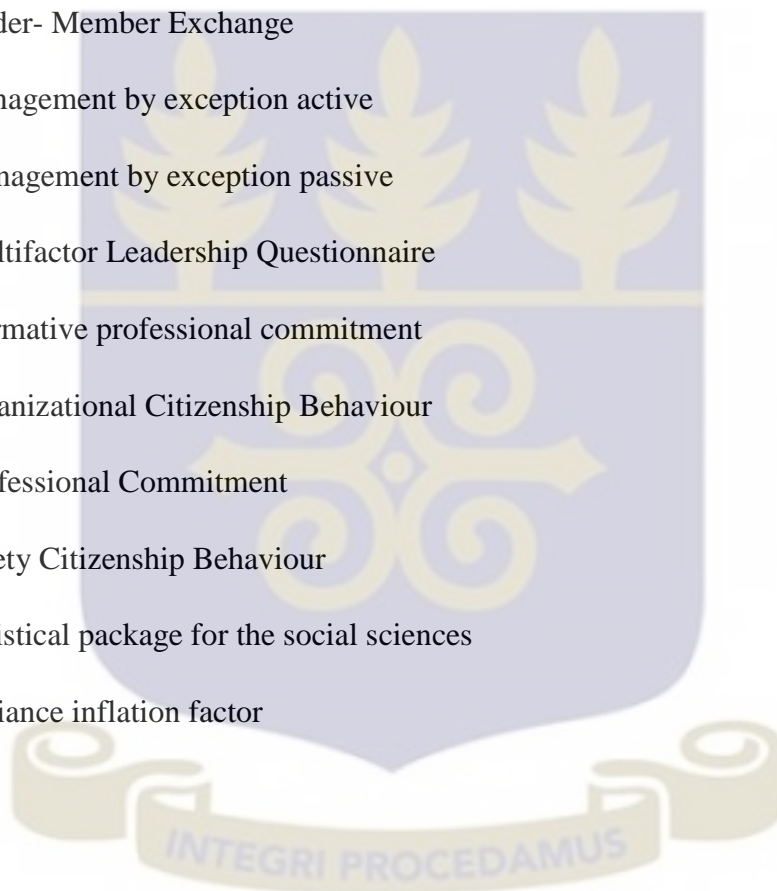 der- Member Exchange
nagement by exception active
nagement by exception passive
ltifactor Leadership Questionnaire
rmative professional commitment
anizational Citizenship Behaviour
fessional Commitment
ety Citizenship Behaviour
istical package for the social sciences
iance inflation factor
INTEGRI PROCEDAMUS